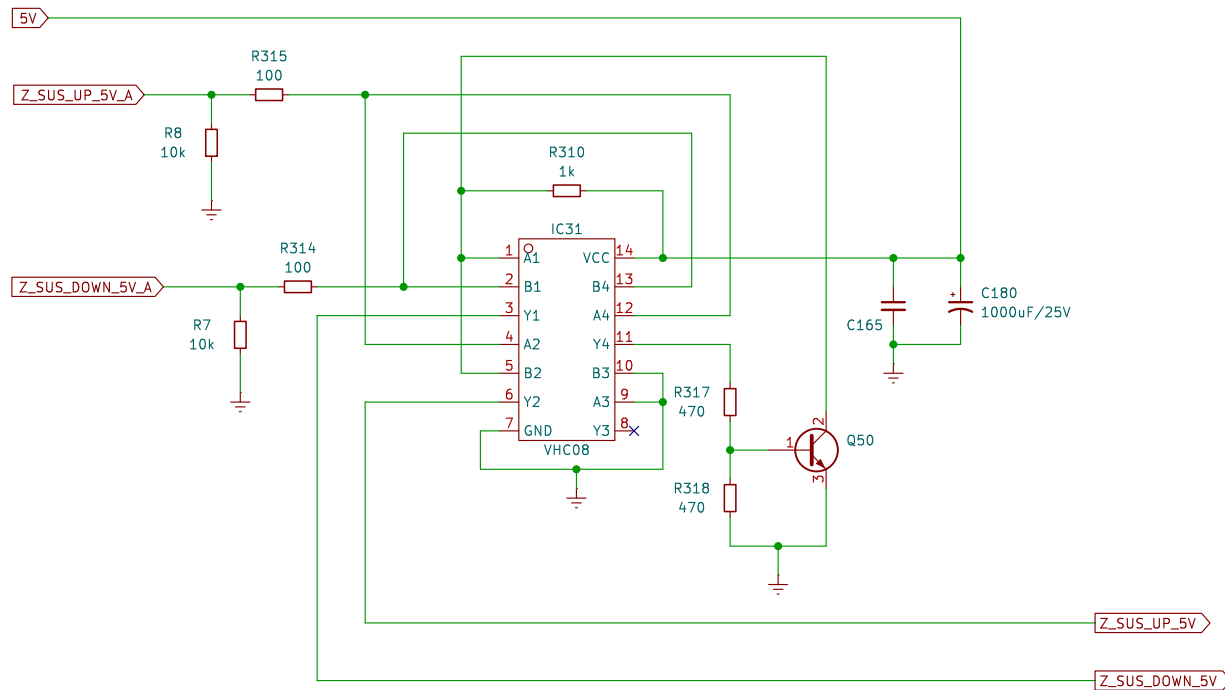 5V
R315
100
Z_SUS_UP_5V_A
R8
10k
R310
1k
IC31
R314
100
1 A1 VCC 14
Z_SUS_DOWN_5V_A
2 B1 B4 13
C180
1000uF/25V
3 Y1 A4 12
C165
R7
10k
4 A2 Y4 11
5 B2 B3 10
R317
470
6 Y2 A3 9
7 GND Y3 8
VHC08
2
1
Q50
3
R318
470
Z_SUS_UP_5V
Z_SUS_DOWN_5V